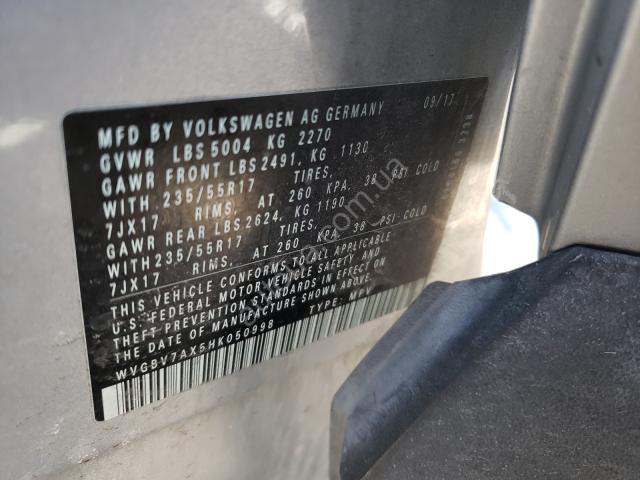 MFD BY VOLKSWAGEN AG GERMANY 09/17
GVWR LBS 5004 KG 2270
GAWR FRONT LBS 2491, KG 1130
WITH 235/55R17 TIRES,
7JX17 RIMS, AT 260 KPA, 38 PSI COLD
GAWR REAR LBS 2624, KG 1190
WITH 235/55R17 TIRES,
7JX17 RIMS, AT 260 KPA, 38 PSI COLD
THIS VEHICLE CONFORMS TO ALL APPLICABLE
U.S. FEDERAL MOTOR VEHICLE SAFETY AND
THEFT PREVENTION STANDARDS IN EFFECT ON
THE DATE OF MANUFACTURE SHOWN ABOVE.
WVGBV7AX5HK050998 TYPE: